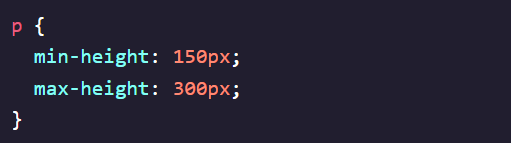 p {
  min-height: 150px;
  max-height: 300px;
}